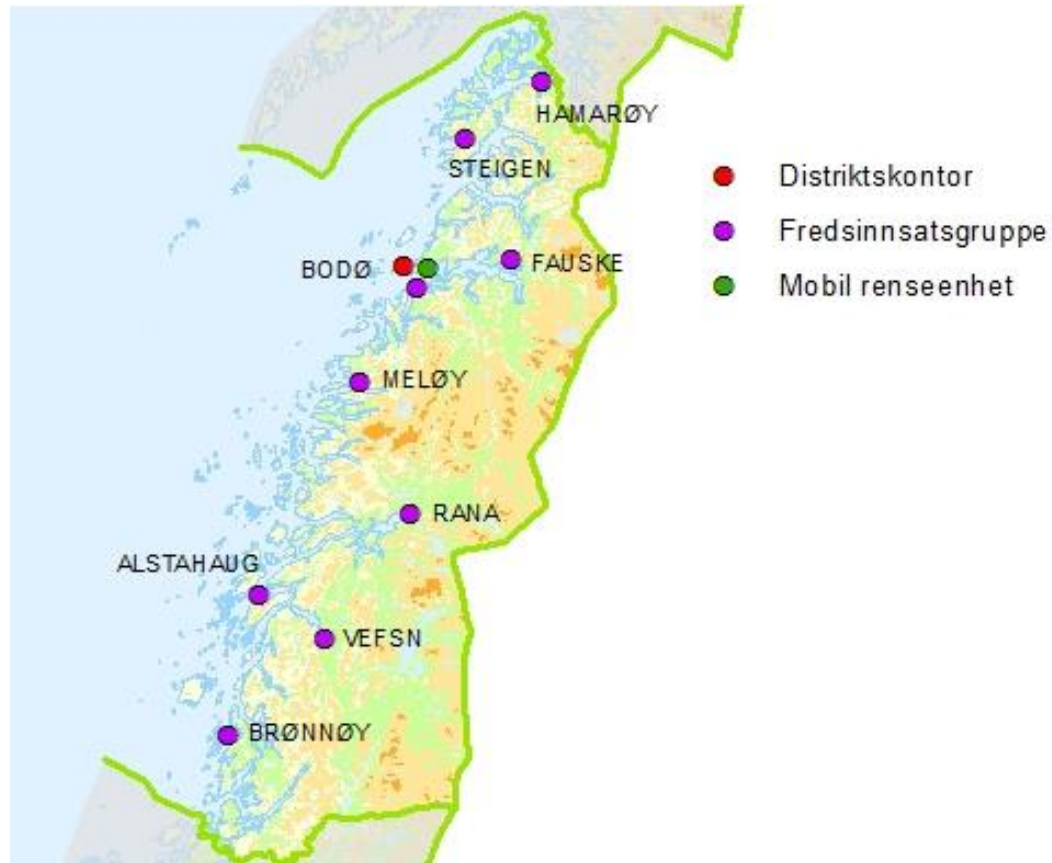 HAMARØY
STEIGEN
Distriktskontor
Fredsinnsatsgruppe
BODØ
FAUSKE
Mobil renseenhet
MELØY
RANA
ALSTAHAUG
VEFSN
BRØNNØY